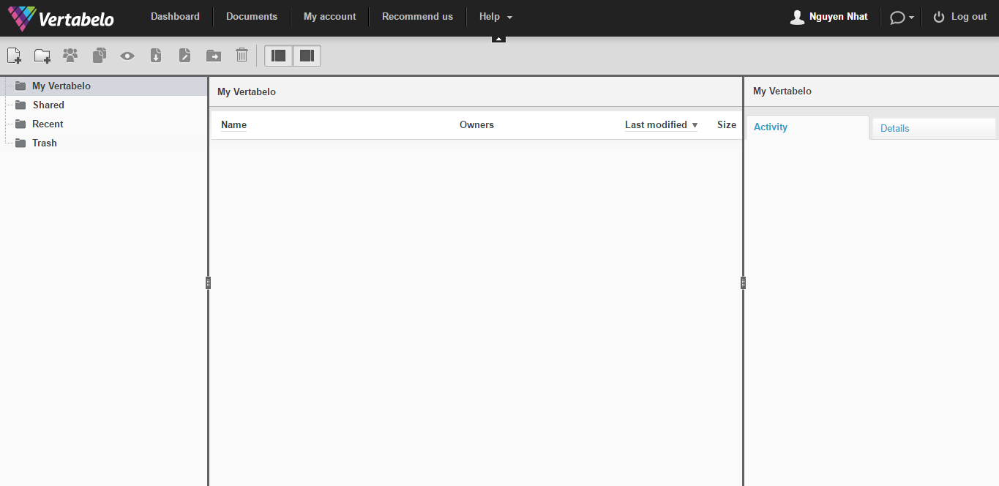 Vertabelo
Dashboard Documents My account Recommend us Help Nguyen Nhat Log out
My Vertabelo
Shared
Recent
Trash
My Vertabelo
Name Owners Last modified ▼ Size
My Vertabelo
Activity Details